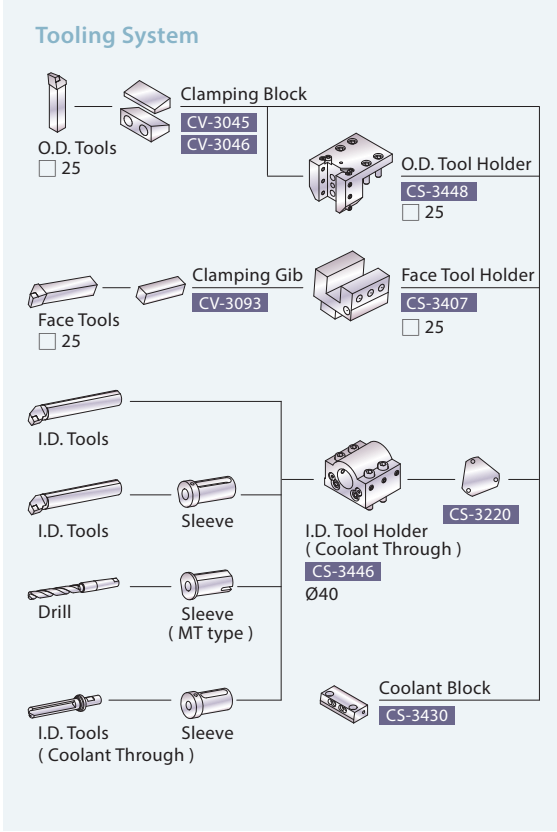 Tooling System
Clamping Block
CV-3045
CV-3046
O.D. Tools
□ 25
O.D. Tool Holder
CS-3448
□ 25
Clamping Gib
CV-3093
Face Tools
□ 25
Face Tool Holder
CS-3407
□ 25
I.D. Tools
I.D. Tools
Sleeve
I.D. Tool Holder
( Coolant Through )
CS-3446
Ø40
CS-3220
Drill
Sleeve
( MT type )
I.D. Tools
( Coolant Through )
Sleeve
Coolant Block
CS-3430